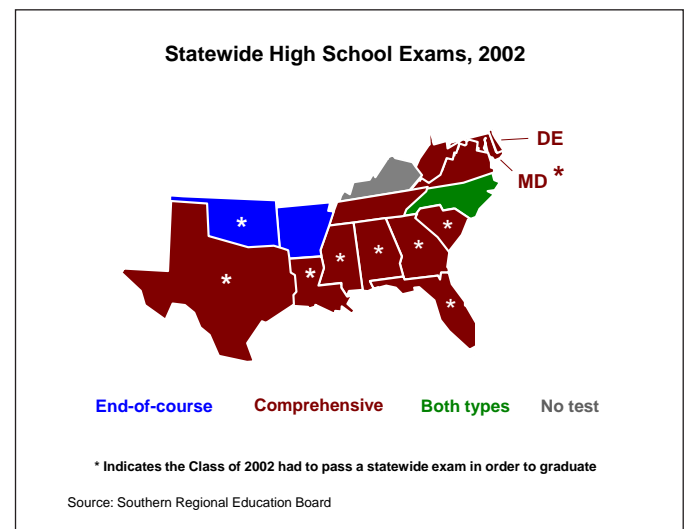 Statewide High School Exams, 2002
DE
MD *
*
*
*
*
*
*
*
*
End-of-course Comprehensive Both types No test
* Indicates the Class of 2002 had to pass a statewide exam in order to graduate
Source: Southern Regional Education Board